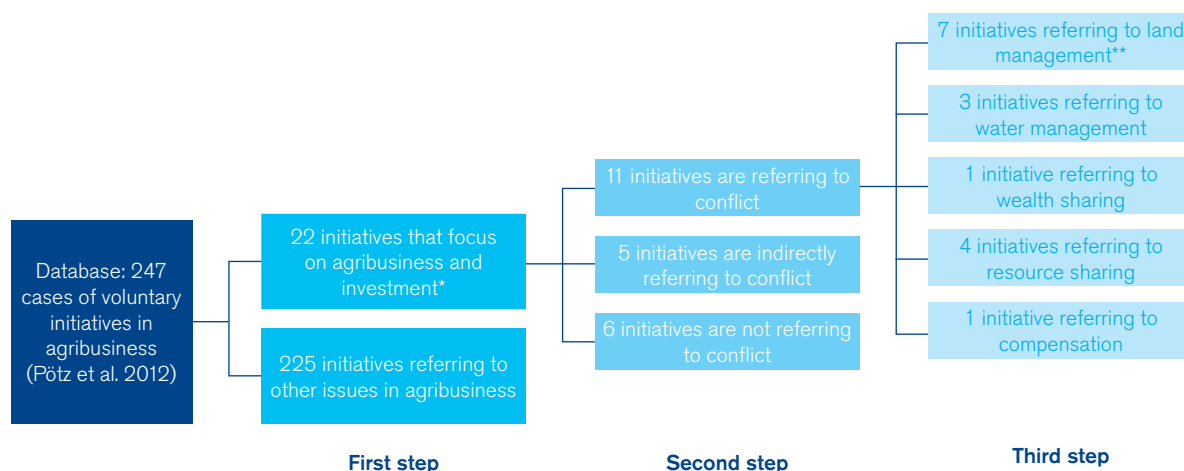 Database: 247
cases of voluntary
initiatives in
agribusiness
(Pötz et al. 2012)
22 initiatives that focus
on agribusiness and
investment*
225 initiatives referring to
other issues in agribusiness
First step
11 initiatives are referring to
conflict
5 initiatives are indirectly
referring to conflict
6 initiatives are not referring
to conflict
Second step
7 initiatives referring to land
management**
3 initiatives referring to
water management
1 initiative referring to
wealth sharing
4 initiatives referring to
resource sharing
1 initiative referring to
compensation
Third step